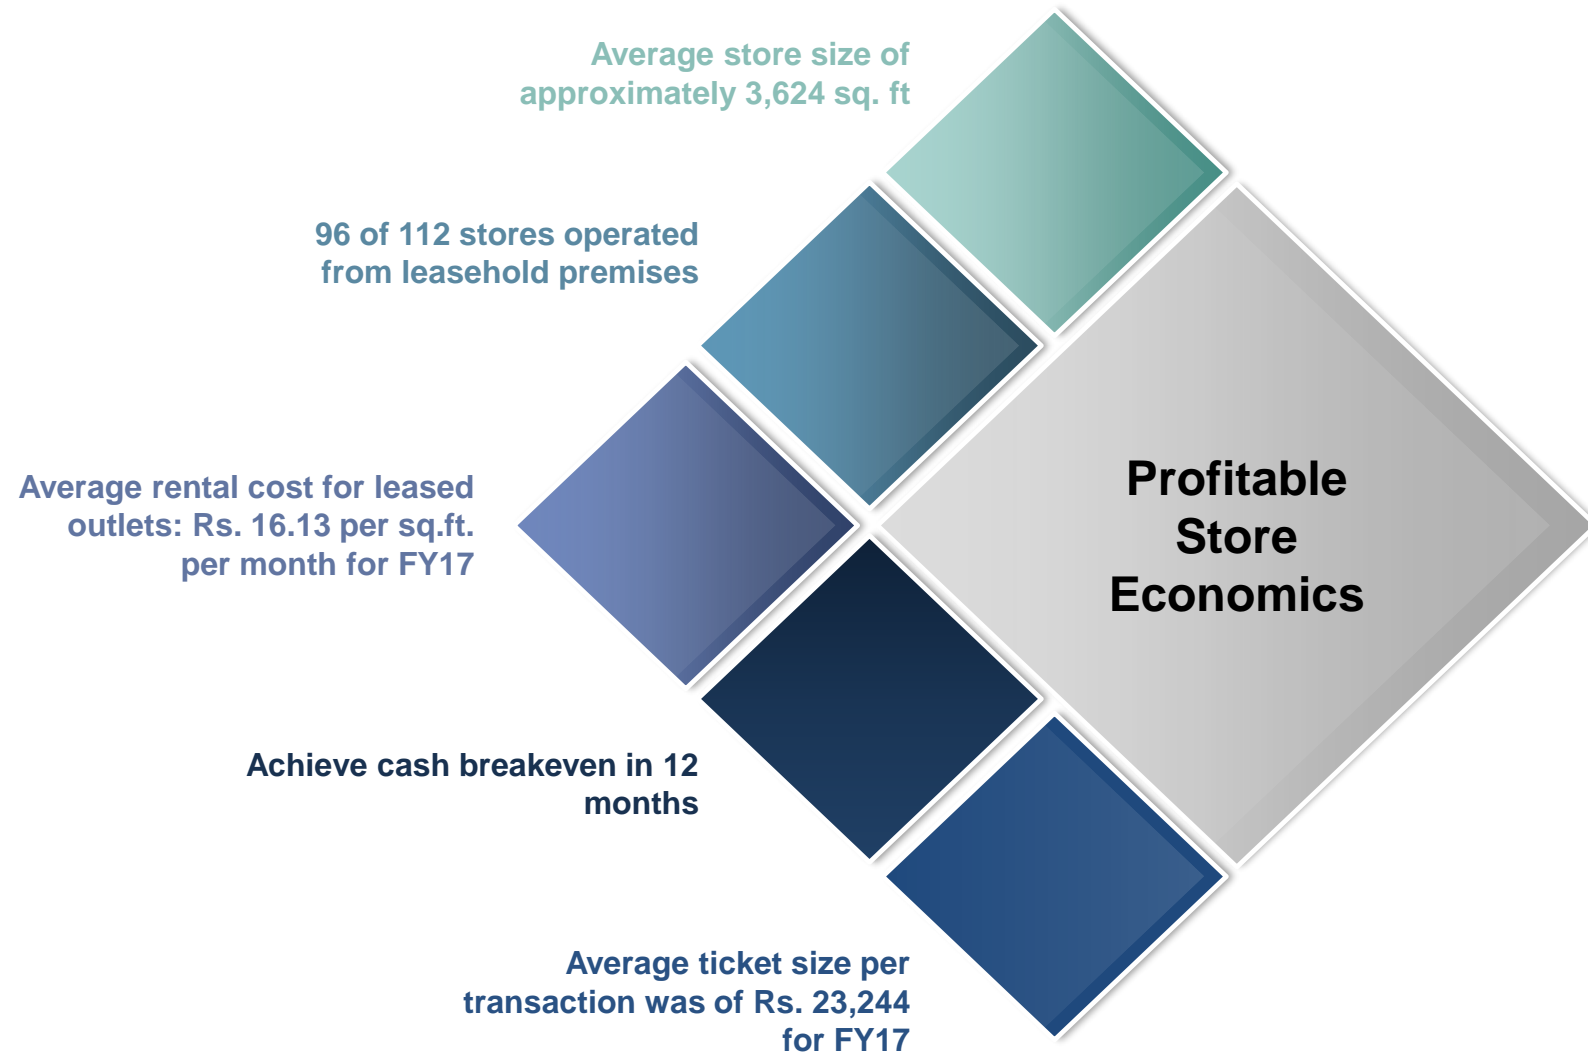 Average store size of
approximately 3,624 sq. ft
96 of 112 stores operated
from leasehold premises
Average rental cost for leased
outlets: Rs. 16.13 per sq.ft.
per month for FY17
Achieve cash breakeven in 12
months
Average ticket size per
transaction was of Rs. 23,244
for FY17
Profitable
Store
Economics